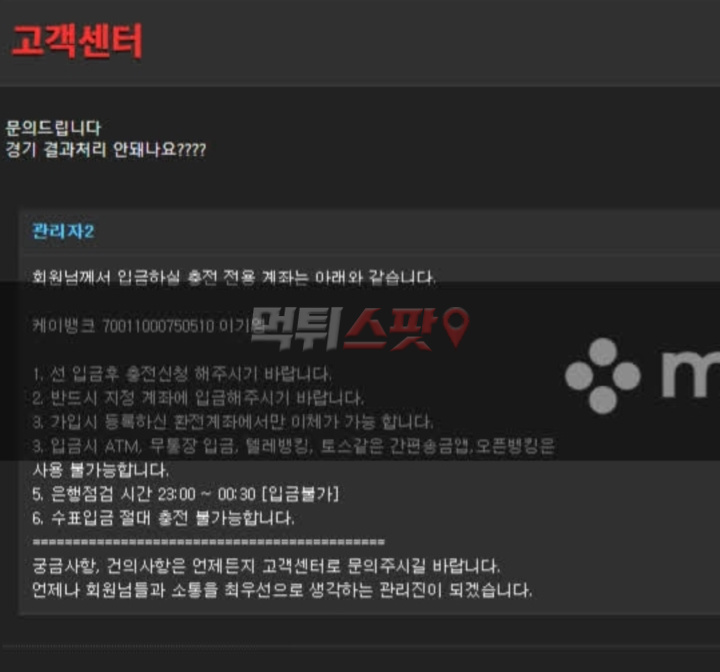 고객센터
문의드립니다
경기 결과처리 안돼나요????
관리자2
회원님께서 입금하실 충전 전용 계좌는 아래와 같습니다.
케이뱅크 70011000750510
먹튀스팟
m
1. 선 입금후 충전신청 해주시기 바랍니다.
2. 반드시 지정 계좌에 입금해주시기 바랍니다.
3. 가입시 등록하신 환전계좌에서만 이체가 가능 합니다.
3. 입금시 ATM, 무통장 입금, 텔레뱅킹, 토스같은 간편송금앱,오픈뱅킹은
사용 불가능합니다.
5. 은행점검 시간 23:00 ~ 00:30 [입금불가]
6. 수표입금 절대 충전 불가능합니다.
============================================
궁금사항, 건의사항은 언제든지 고객센터로 문의주시길 바랍니다.
언제나 회원님들과 소통을 최우선으로 생각하는 관리진이 되겠습니다.